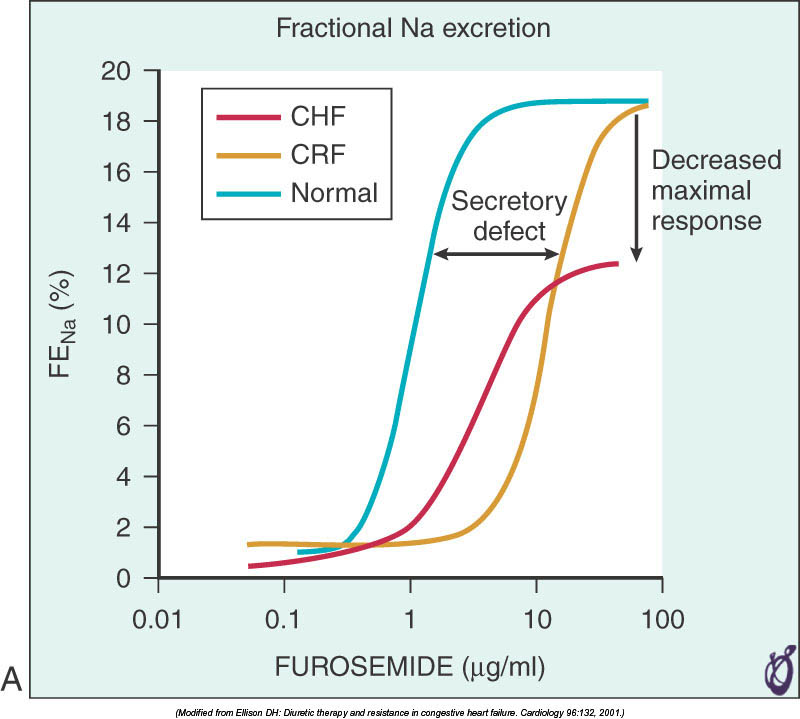 Fractional Na excretion
20
18
16
14
12
10
8
6
4
2
0
FENa (%)
CHF
CRF
Normal
Secretory
defect
Decreased
maximal
response
0.01
0.1
1
10
100
FUROSEMIDE (μg/ml)
A
(Modified from Ellison DH: Diuretic therapy and resistance in congestive heart failure. Cardiology 96:132, 2001.)